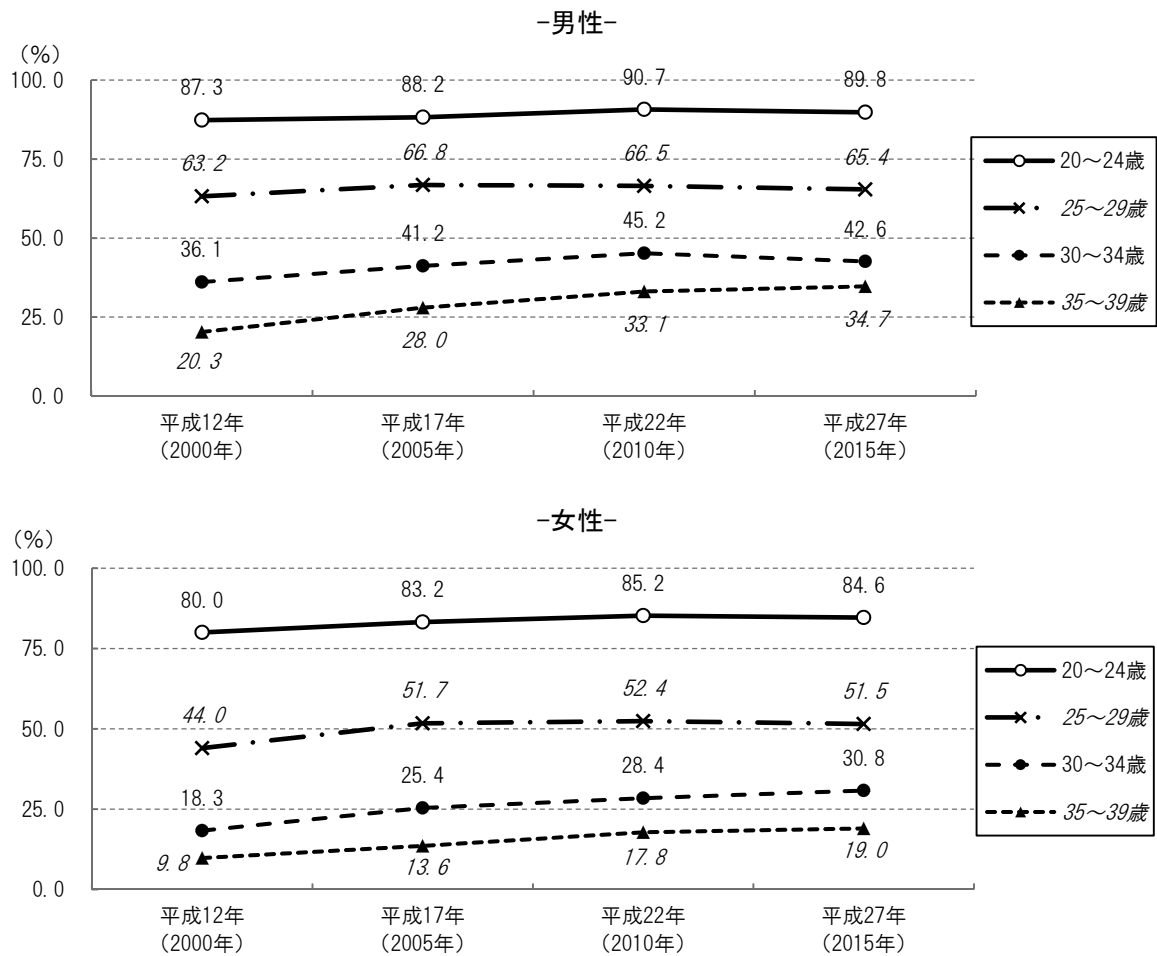 -男性-
(%)
100.0
75.0
50.0
25.0
0.0
87.3 88.2 90.7 89.8
63.2 66.8 66.5 65.4
36.1 41.2 45.2 42.6
20.3 28.0 33.1 34.7
平成12年 平成17年 平成22年 平成27年
(2000年) (2005年) (2010年) (2015年)
20～24歳
25～29歳
30～34歳
35～39歳
-女性-
(%)
100.0
75.0
50.0
25.0
0.0
80.0 83.2 85.2 84.6
44.0 51.7 52.4 51.5
18.3 25.4 28.4 30.8
9.8 13.6 17.8 19.0
平成12年 平成17年 平成22年 平成27年
(2000年) (2005年) (2010年) (2015年)
20～24歳
25～29歳
30～34歳
35～39歳